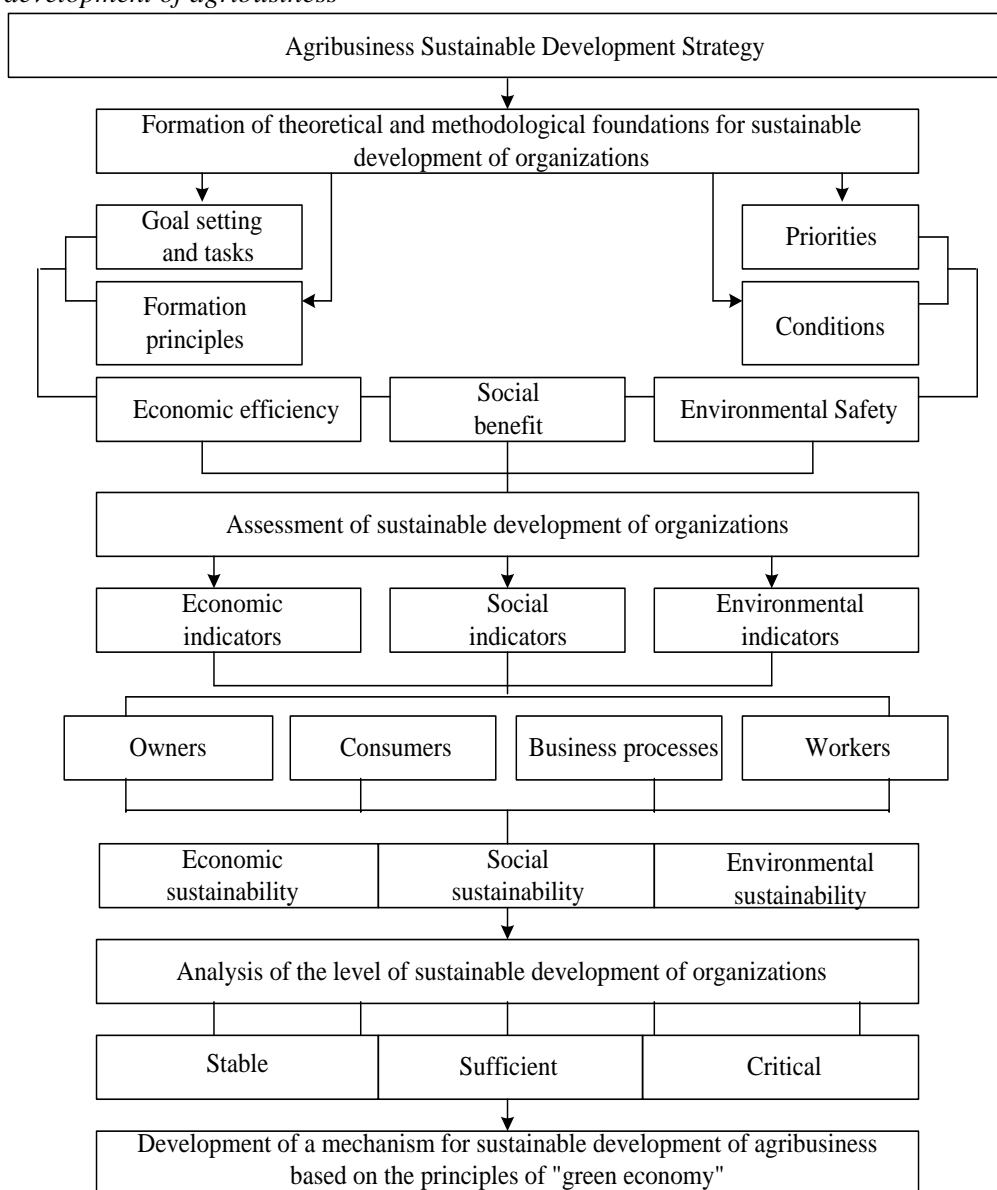 development of agribusiness
Agribusiness Sustainable Development Strategy
Formation of theoretical and methodological foundations for sustainable
development of organizations
Goal setting
and tasks
Priorities
Formation
principles
Conditions
Economic efficiency
Social
benefit
Environmental Safety
Assessment of sustainable development of organizations
Economic
indicators
Social
indicators
Environmental
indicators
Owners
Consumers
Business processes
Workers
Economic
sustainability
Social
sustainability
Environmental
sustainability
Analysis of the level of sustainable development of organizations
Stable
Sufficient
Critical
Development of a mechanism for sustainable development of agribusiness
based on the principles of "green economy"